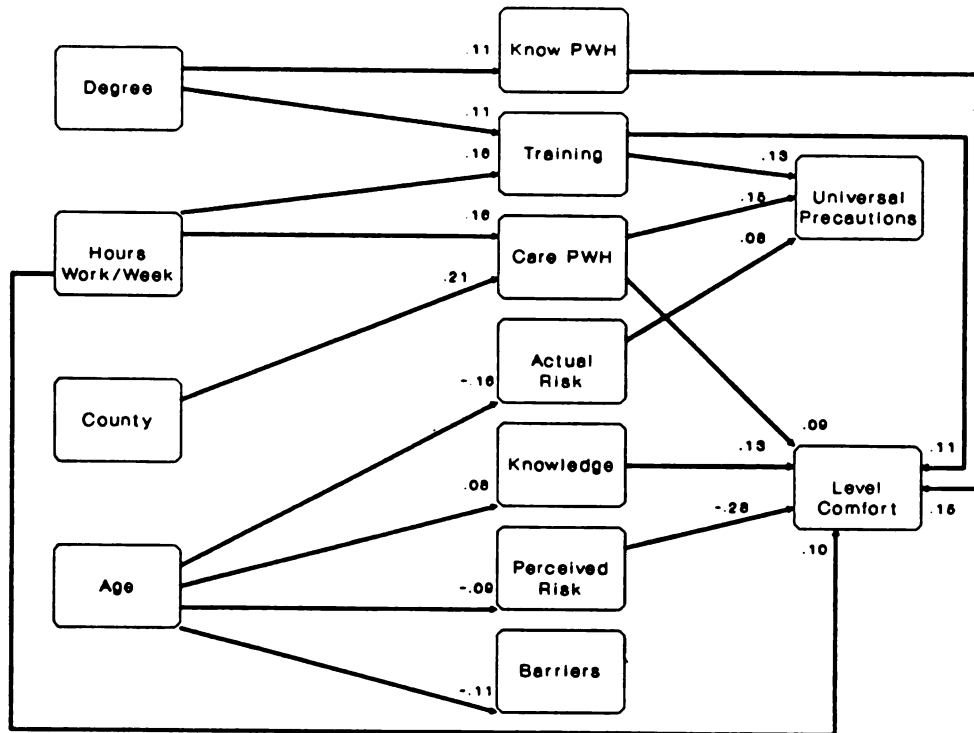 .11
Know PWH
Degree
.11
Training
.16
.13
Universal
Precautions
.15
.16
Hours
Work/Week
Care PWH
.08
.21
Actual
Risk
-.16
County
.09
.11
Knowledge
.13
.08
Level
Comfort
.15
-.28
Perceived
Risk
.10
Age
-.09
Barriers
-.11